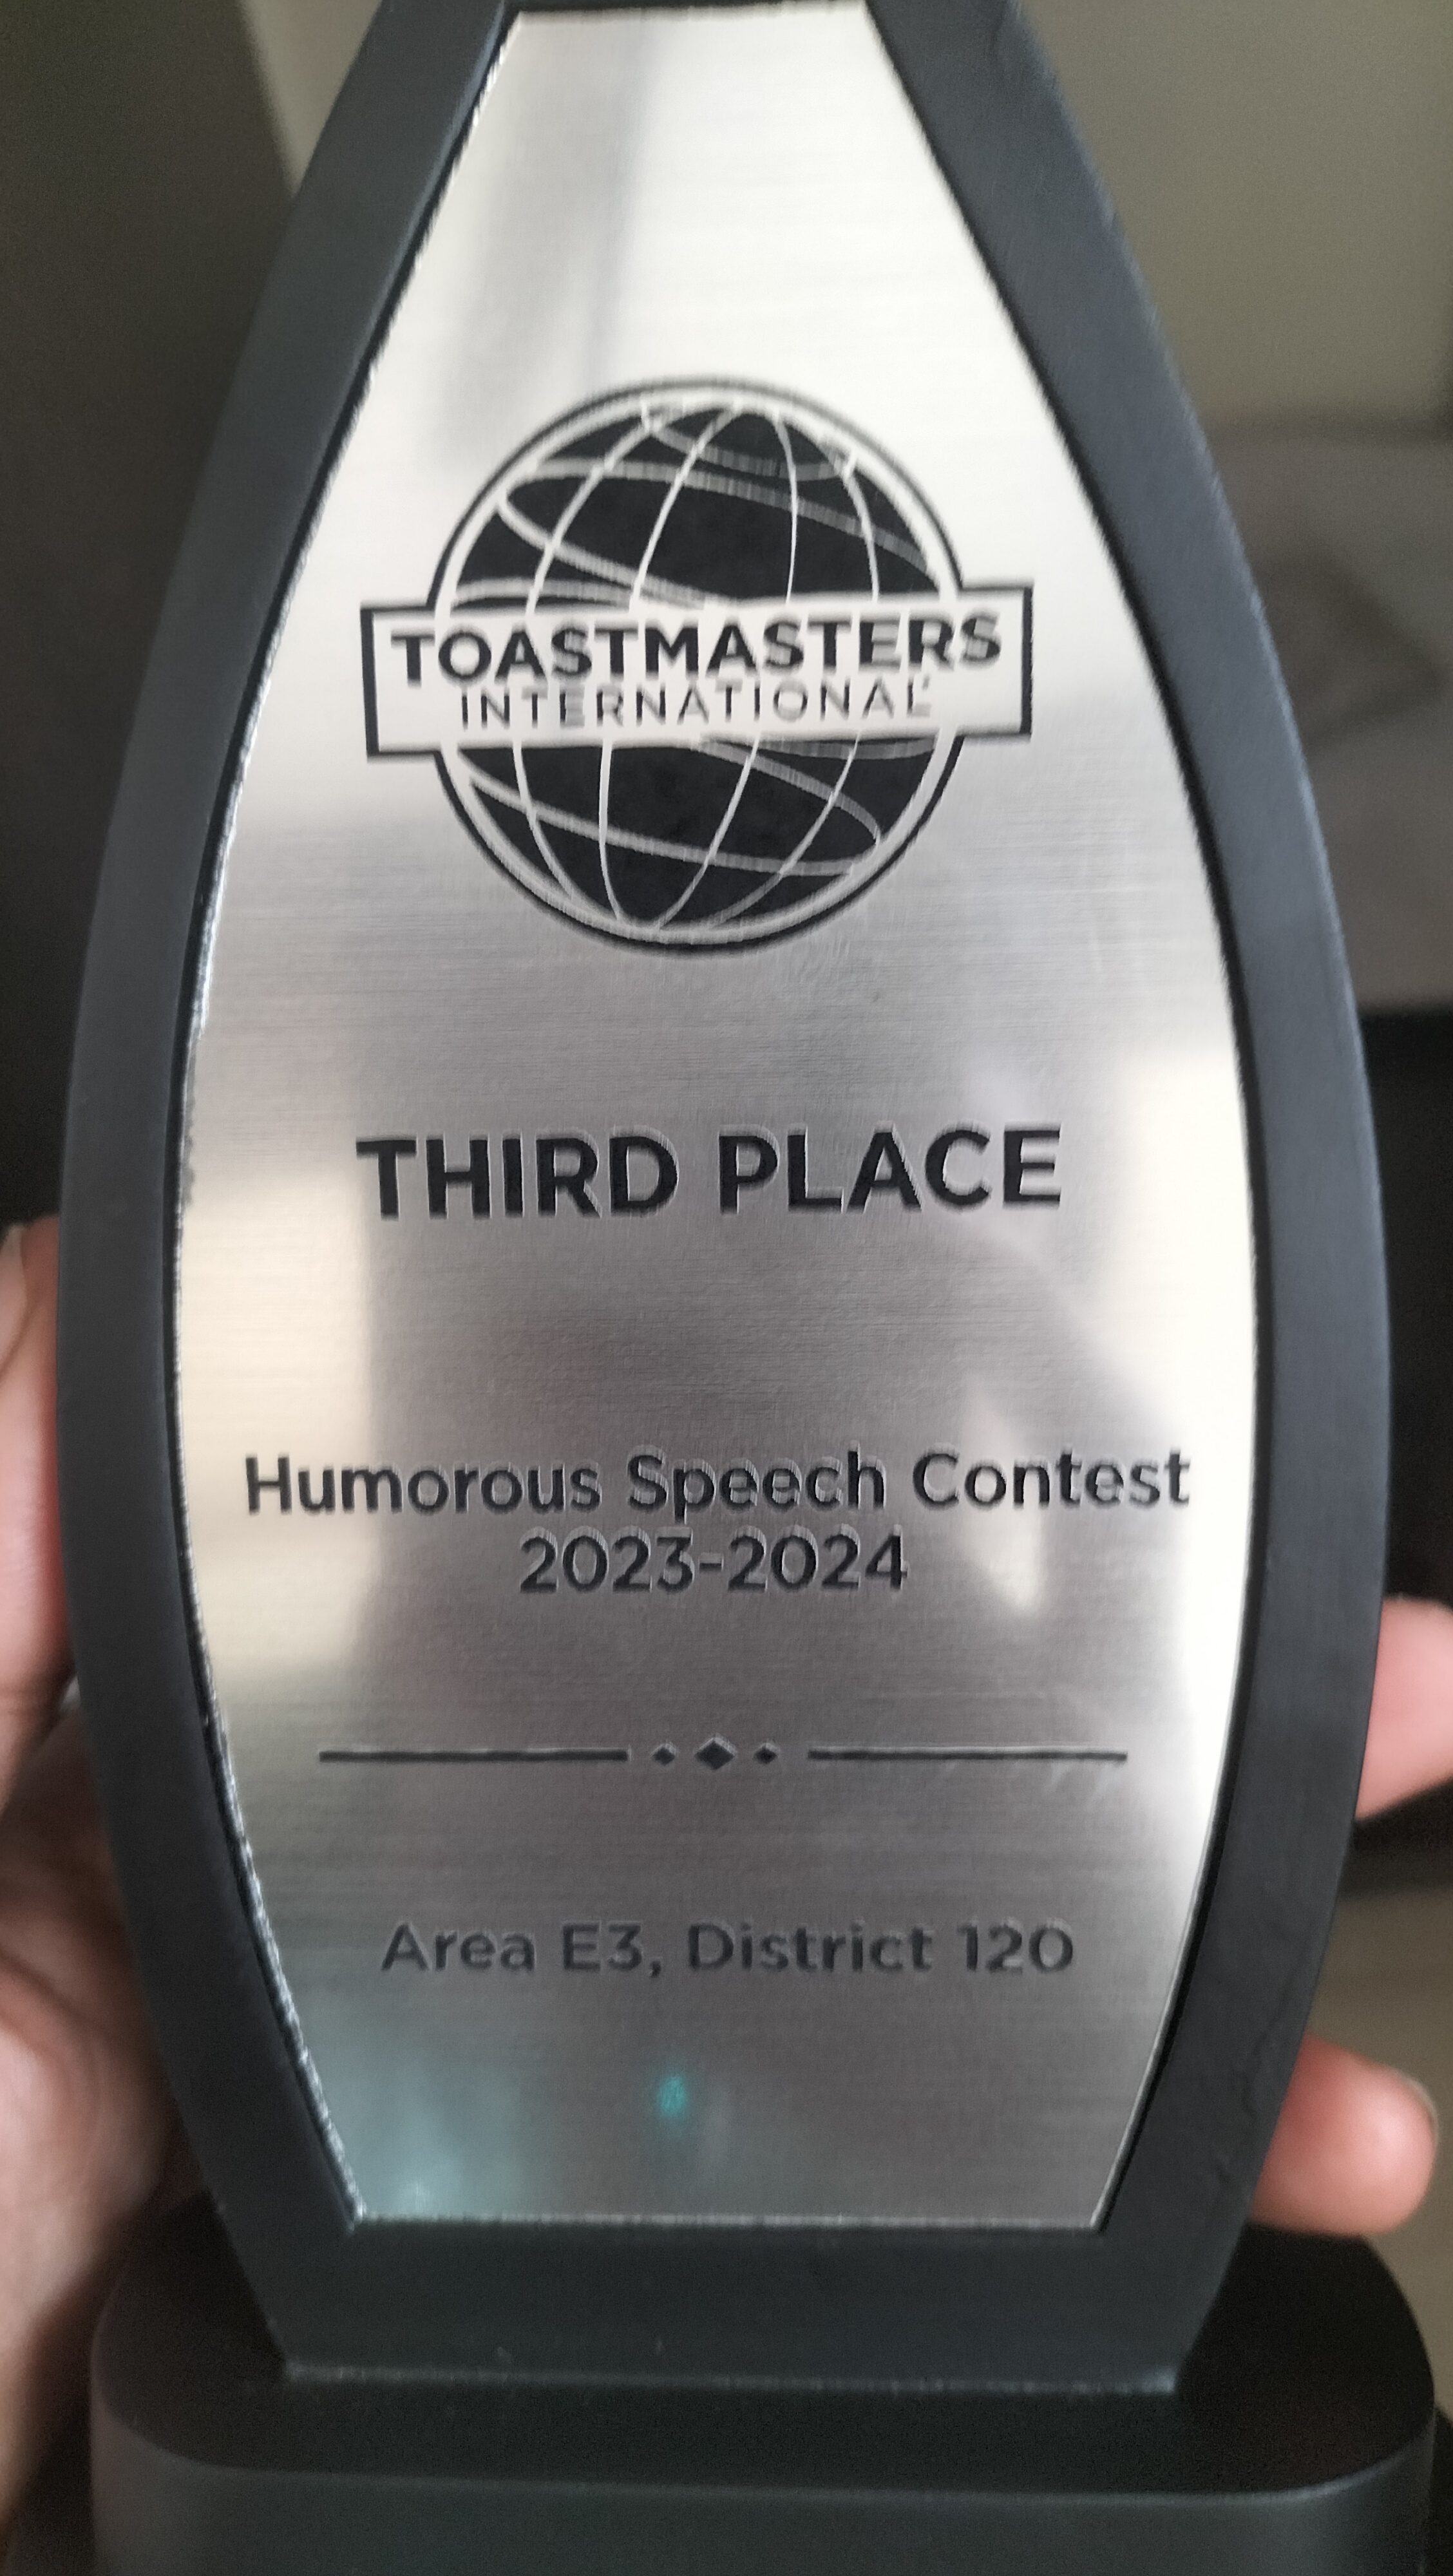 TOASTMASTERS
INTERNATIONAL
THIRD PLACE
Humorous Speech Contest
2023-2024
Area E3, District 120